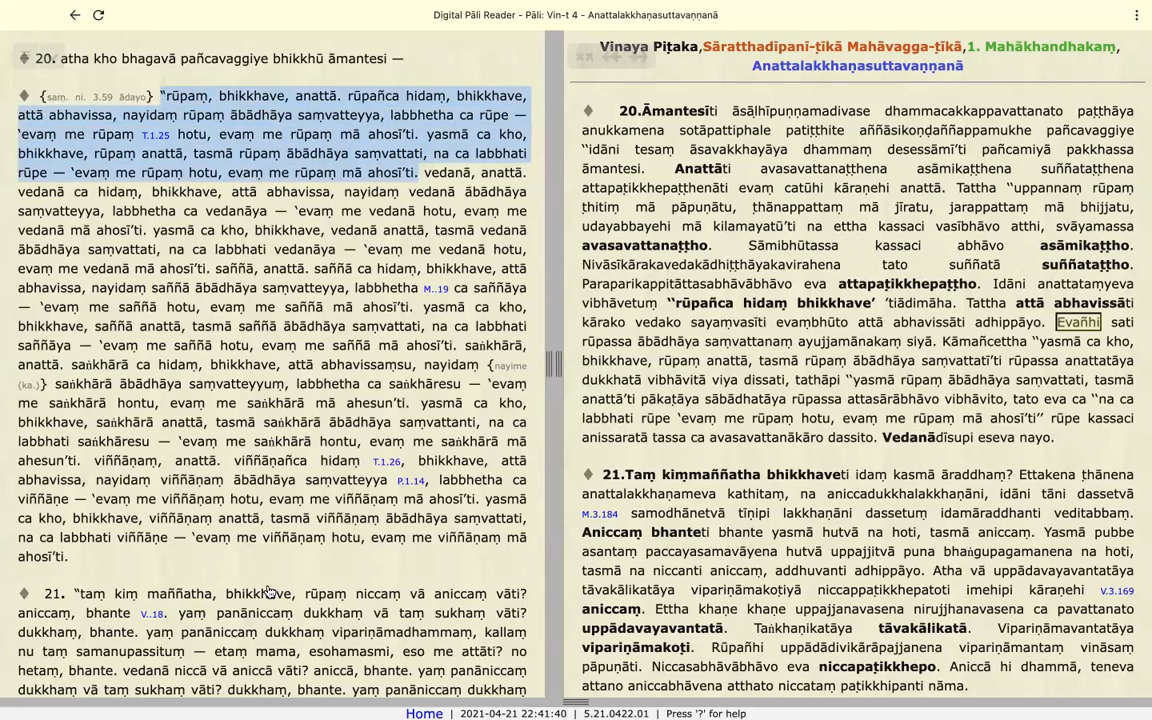 Digital Pāli Reader - Pāli: Vin-t 4 - Anattalakkhaṇasuttavaṇṇanā
♦ 20. atha kho bhagavā pañcavaggiye bhikkhū āmantesi —
♦ {saṃ. ni. 3.59 ādayo} “rūpaṃ, bhikkhave, anattā. rūpañca hidaṃ, bhikkhave,
attā abhavissa, nayidaṃ rūpaṃ ābādhāya saṃvatteyya, labbhetha ca rūpe —
‘evaṃ me rūpaṃ T.1.25 hotu, evaṃ me rūpaṃ mā ahosī’ti. yasmā ca kho,
bhikkhave, rūpaṃ anattā, tasmā rūpaṃ ābādhāya saṃvattati, na ca labbhati
rūpe — ‘evaṃ me rūpaṃ hotu, evaṃ me rūpaṃ mā ahosī’ti. vedanā, anattā.
vedanā ca hidaṃ, bhikkhave, attā abhavissa, nayidaṃ vedanā ābādhāya
saṃvatteyya, labbhetha ca vedanāya — ‘evaṃ me vedanā hotu, evaṃ me
vedanā mā ahosī’ti. yasmā ca kho, bhikkhave, vedanā anattā, tasmā vedanā
ābādhāya saṃvattati, na ca labbhati vedanāya — ‘evaṃ me vedanā hotu,
evaṃ me vedanā mā ahosī’ti. saññā, anattā. saññā ca hidaṃ, bhikkhave, attā
abhavissa, nayidaṃ saññā ābādhāya saṃvatteyya, labbhetha M..19 ca saññāya
— ‘evaṃ me saññā hotu, evaṃ me saññā mā ahosī’ti. yasmā ca kho,
bhikkhave, saññā anattā, tasmā saññā ābādhāya saṃvattati, na ca labbhati
saññāya — ‘evaṃ me saññā hotu, evaṃ me saññā mā ahosī’ti. saṅkhārā,
anattā. saṅkhārā ca hidaṃ, bhikkhave, attā abhavissaṃsu, nayidaṃ {nayime
(ka.)} saṅkhārā ābādhāya saṃvatteyyuṃ, labbhetha ca saṅkhāresu — ‘evaṃ
me saṅkhārā hontu, evaṃ me saṅkhārā mā ahesun’ti. yasmā ca kho,
bhikkhave, saṅkhārā anattā, tasmā saṅkhārā ābādhāya saṃvattanti, na ca
labbhati saṅkhāresu — ‘evaṃ me saṅkhārā hontu, evaṃ me saṅkhārā mā
ahesun’ti. viññāṇaṃ, anattā. viññāṇañca hidaṃ T.1.26, bhikkhave, attā
abhavissa, nayidaṃ viññāṇaṃ ābādhāya saṃvatteyya P.1.14, labbhetha ca
viññāṇe — ‘evaṃ me viññāṇaṃ hotu, evaṃ me viññāṇaṃ mā ahosī’ti. yasmā
ca kho, bhikkhave, viññāṇaṃ anattā, tasmā viññāṇaṃ ābādhāya saṃvattati,
na ca labbhati viññāṇe — ‘evaṃ me viññāṇaṃ hotu, evaṃ me viññāṇaṃ mā
ahosī’ti.
♦ 21. “taṃ kiṃ maññatha, bhikkhave, rūpaṃ niccaṃ vā aniccaṃ vāti?
aniccaṃ, bhante V..18. yaṃ panāniccaṃ dukkhaṃ vā taṃ sukhaṃ vāti?
dukkhaṃ, bhante. yaṃ panāniccaṃ dukkhaṃ vipariṇāmadhammaṃ, kallaṃ
nu taṃ samanupassituṃ — etaṃ mama, esohamasmi, eso me attāti? no
hetaṃ, bhante. vedanā niccā vā aniccā vāti? aniccā, bhante. yaṃ panāniccaṃ
dukkhaṃ vā taṃ sukhaṃ vāti? dukkhaṃ, bhante. yaṃ panāniccaṃ dukkhaṃ
Vinaya Piṭaka,Sāratthadīpanī-ṭīkā Mahāvagga-ṭīkā,1. Mahākhandhakaṃ,
Anattalakkhaṇasuttavaṇṇanā
♦ 20.Āmantesīti āsāḷhīpuṇṇamadivase dhammacakkappavattanato paṭṭhāya
anukkamena sotāpattiphale patiṭṭhite aññāsikoṇḍaññappamukhe pañcavaggiye
‘‘idāni tesaṃ āsavakkhayāya dhammaṃ desessāmī’ti pañcamiyā pakkhassa
āmantesi. Anattāti avasavattanaṭṭhena asāmikaṭṭhena suññataṭṭhena
attapaṭikkhepaṭṭhenāti evaṃ catūhi kāraṇehi anattā. Tattha ‘‘uppannaṃ rūpaṃ
ṭhitiṃ mā pāpuṇātu, ṭhānappattaṃ mā jīratu, jarappattaṃ mā bhijjatu,
udayabbayehi mā kilamayatū’ti na ettha kassaci vasībhāvo atthi, svāyamassa
avasavattanaṭṭho. Sāmibhūtassa kassaci abhāvo asāmikaṭṭho.
Nivāsīkārakavedakādhiṭṭhāyakavirahena tato suññatā suññataṭṭho.
Paraparikappitāttasabhāvābhāvo eva attapaṭikkhepaṭṭho. Idāni anattataṃyeva
vibhāvetuṃ ‘‘rūpañca hidaṃ bhikkhave’ ’tiādimāha. Tattha attā abhavissāti
kārako vedako sayaṃvasīti evaṃbhūto attā abhavissāti adhippāyo. Evañhi sati
rūpassa ābādhāya saṃvattanaṃ ayujjamānakaṃ siyā. Kāmañcettha ‘‘yasmā ca kho,
bhikkhave, rūpaṃ anattā, tasmā rūpaṃ ābādhāya saṃvattatī’ti rūpassa anattatāya
dukkhatā vibhāvitā viya dissati, tathāpi ‘‘yasmā rūpaṃ ābādhāya saṃvattati, tasmā
anattā’ti pākaṭāya sābādhatāya rūpassa attasārābhāvo vibhāvito, tato eva ca ‘‘na ca
labbhati rūpe ‘evaṃ me rūpaṃ hotu, evaṃ me rūpaṃ mā ahosī’ti’’ rūpe kassaci
anissaratā tassa ca avasavattanākāro dassito. Vedanādīsupi eseva nayo.
♦ 21.Taṃ kiṃmaññatha bhikkhaveti idaṃ kasmā āraddhaṃ? Ettakena ṭhānena
anattalakkhaṇameva kathitaṃ, na aniccadukkhalakkhaṇāni, idāni tāni dassetvā
M.3.184 samodhānetvā tīṇipi lakkhaṇāni dassetuṃ idamāraddhanti veditabbaṃ.
Aniccaṃ bhanteti bhante yasmā hutvā na hoti, tasmā aniccaṃ. Yasmā pubbe
asantaṃ paccayasamavāyena hutvā uppajjitvā puna bhaṅgupagamanena na hoti,
tasmā na niccanti aniccaṃ, addhuvanti adhippāyo. Atha vā uppādavayavantatāya
tāvakālikatāya vipariṇāmakoṭiyā niccappaṭikkhepatoti imehipi kāraṇehi V.3.169
aniccaṃ. Ettha khaṇe khaṇe uppajjanavasena nirujjhanavasena ca pavattanato
uppādavayavantatā. Taṅkhaṇikatāya tāvakālikatā. Vipariṇāmavantatāya
vipariṇāmakoṭi. Rūpañhi uppādādivikārāpajjanena vipariṇāmantaṃ vināsaṃ
pāpuṇāti. Niccasabhāvābhāvo eva niccapaṭikkhepo. Aniccā hi dhammā, teneva
attano aniccabhāvena atthato niccataṃ paṭikkhipanti nāma.
Home | 2021-04-21 22:41:40 | 5.21.0422.01 | Press '?' for help